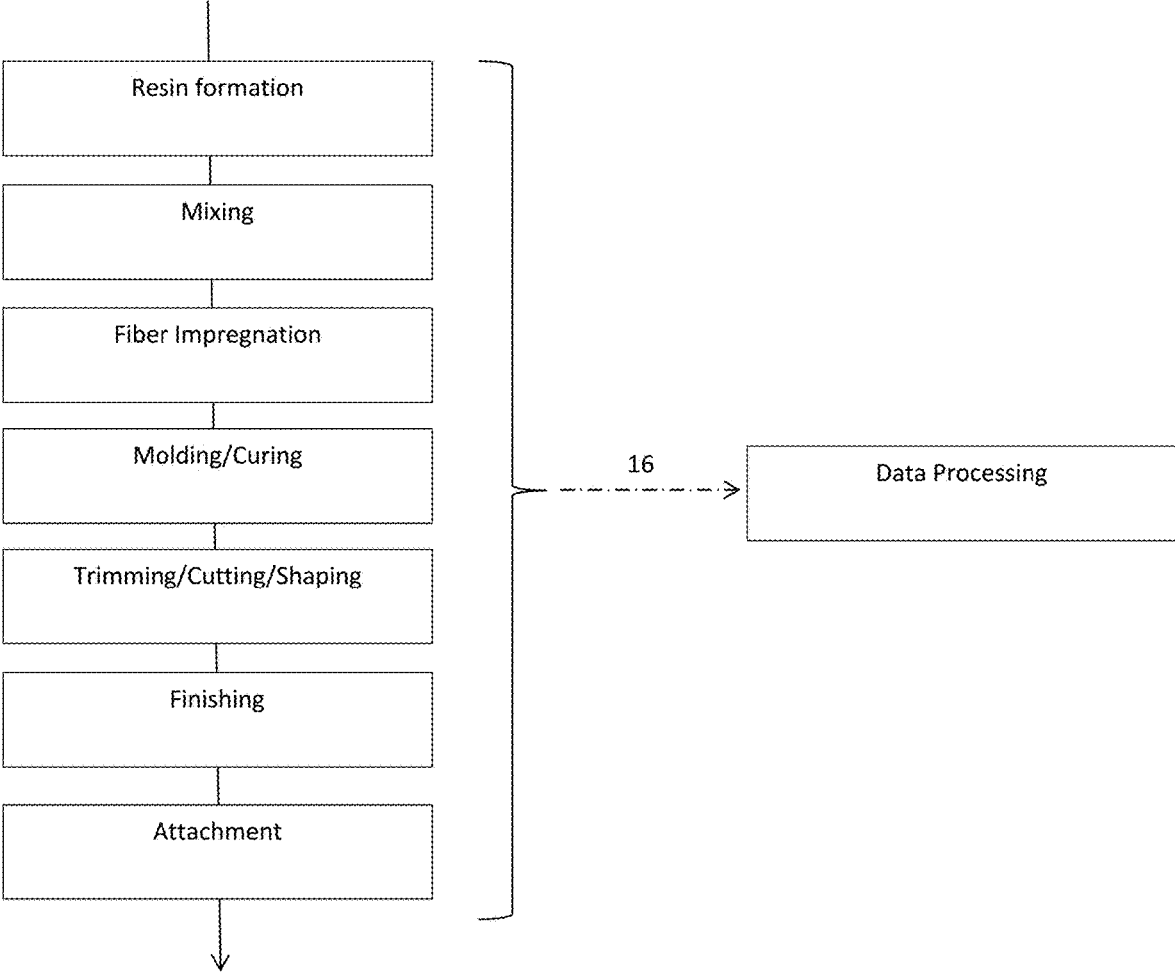 Resin formation
Mixing
Fiber Impregnation
Molding/Curing
Trimming/Cutting/Shaping
Finishing
Attachment
16
Data Processing